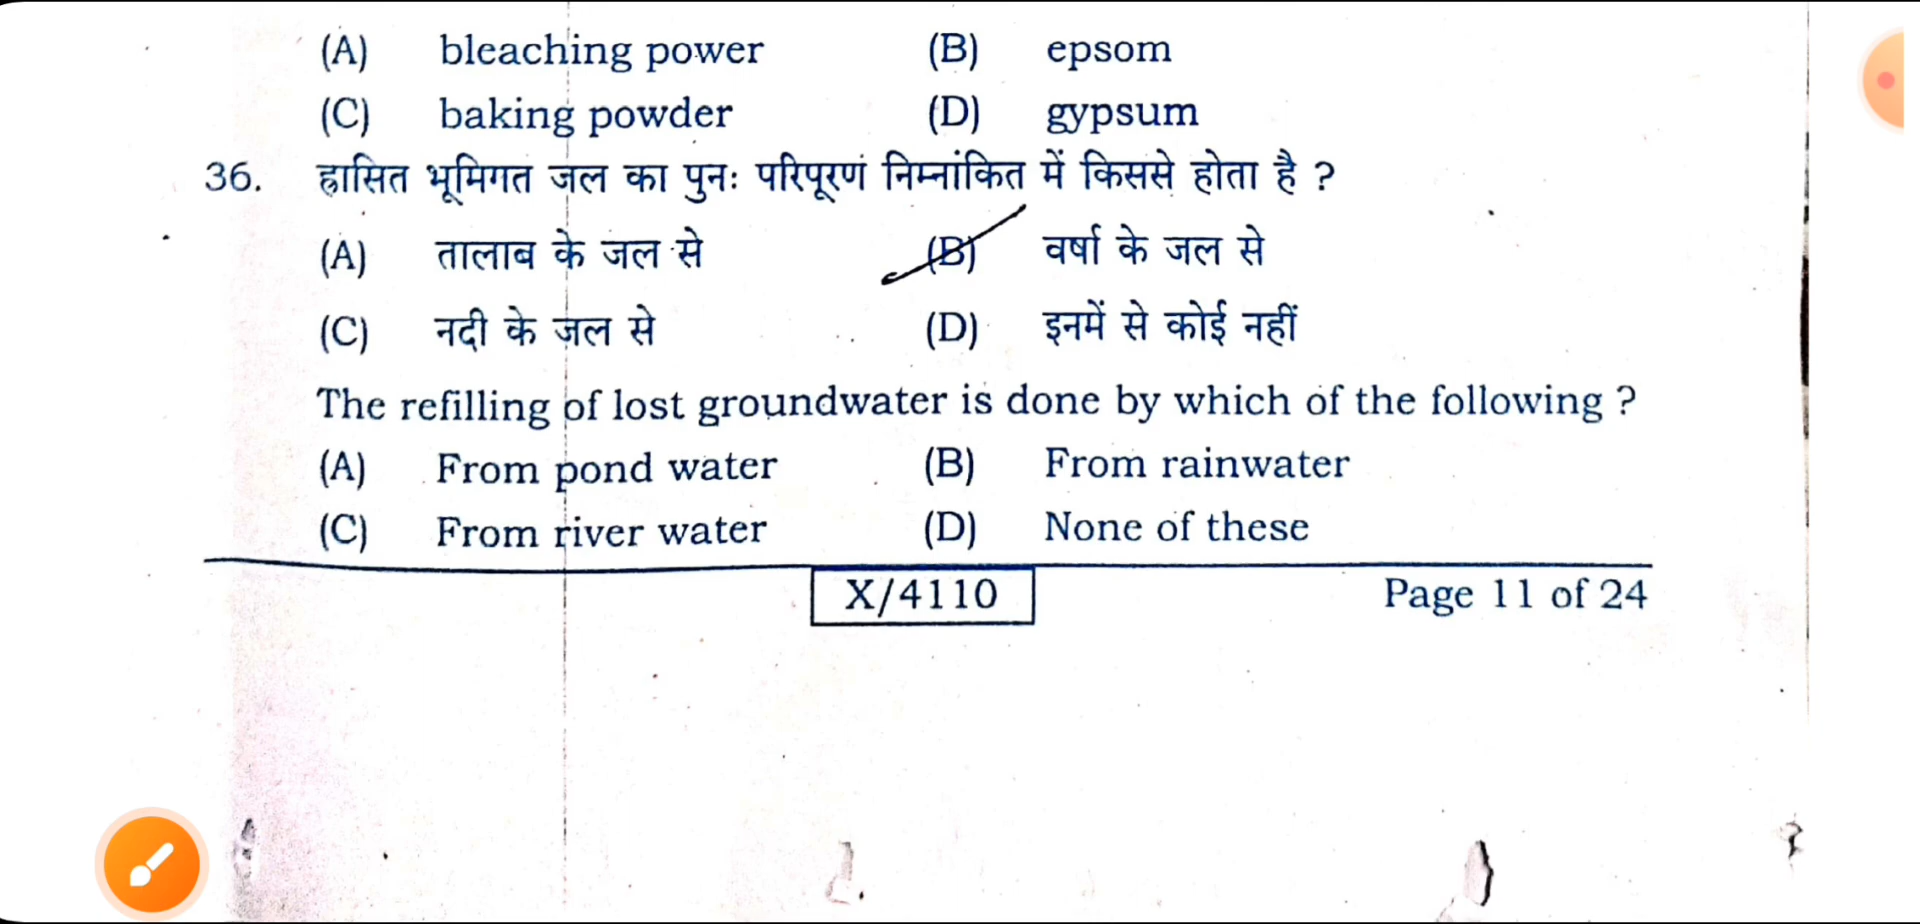 (A) bleaching power (B) epsom
(C) baking powder (D) gypsum
36. ह्रासित भूमिगत जल का पुनः परिपूरणं निम्नांकित में किससे होता है ?
(A) तालाब के जल से (B) वर्षा के जल से
(C) नदी के जल से (D) इनमें से कोई नहीं
The refilling of lost groundwater is done by which of the following ?
(A) From pond water (B) From rainwater
(C) From river water (D) None of these
X/4110 Page 11 of 24